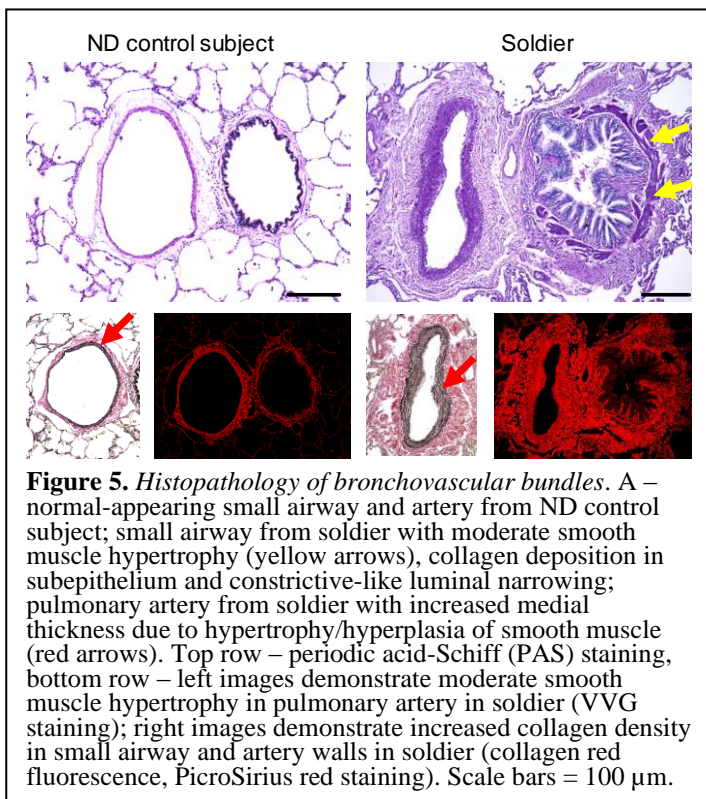 ND control subject
Soldier
Figure 5. Histopathology of bronchovascular bundles. A –
normal-appearing small airway and artery from ND control
subject; small airway from soldier with moderate smooth
muscle hypertrophy (yellow arrows), collagen deposition in
subepithelium and constrictive-like luminal narrowing;
pulmonary artery from soldier with increased medial
thickness due to hypertrophy/hyperplasia of smooth muscle
(red arrows). Top row – periodic acid-Schiff (PAS) staining,
bottom row – left images demonstrate moderate smooth
muscle hypertrophy in pulmonary artery in soldier (VVG
staining); right images demonstrate increased collagen density
in small airway and artery walls in soldier (collagen red
fluorescence, PicroSirius red staining). Scale bars = 100 µm.